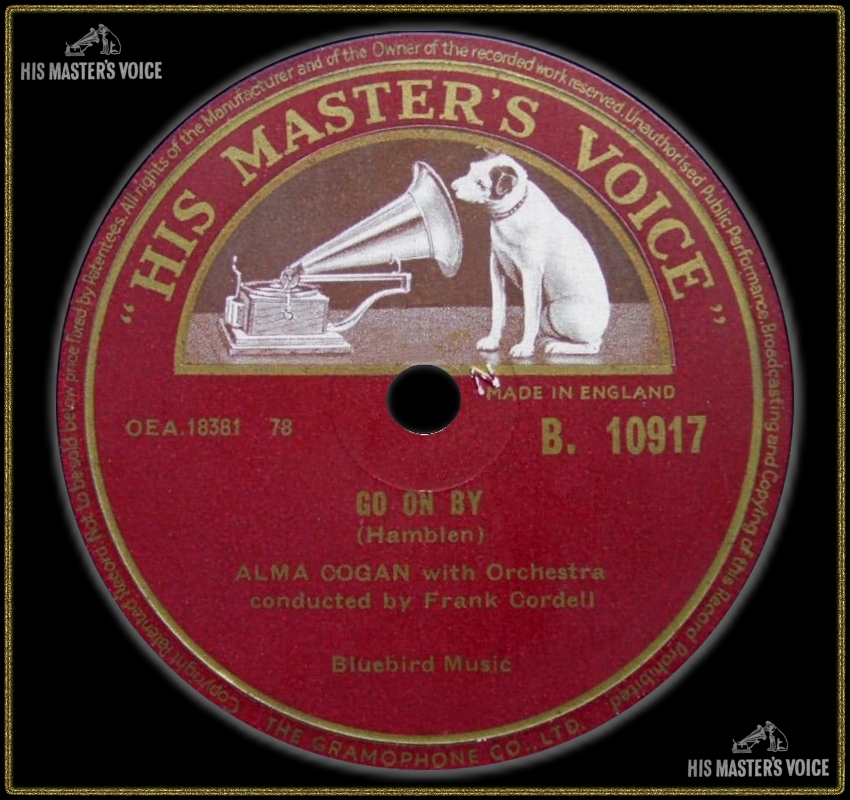 HIS MASTER'S VOICE
Copyright. Patented Record Not to be sold below price fixed by Patentees. All rights of the Manufacturer and of the Owner of the recorded work reserved. Unauthorised Public Performance, Broadcasting and Copying of this Record Prohibited.
"HIS MASTER'S VOICE"
MADE IN ENGLAND
OEA.18381 78
B. 10917
GO ON BY
(Hamblen)
ALMA COGAN with Orchestra
conducted by Frank Cordell
Bluebird Music
THE GRAMOPHONE CO., LTD.
HIS MASTER'S VOICE